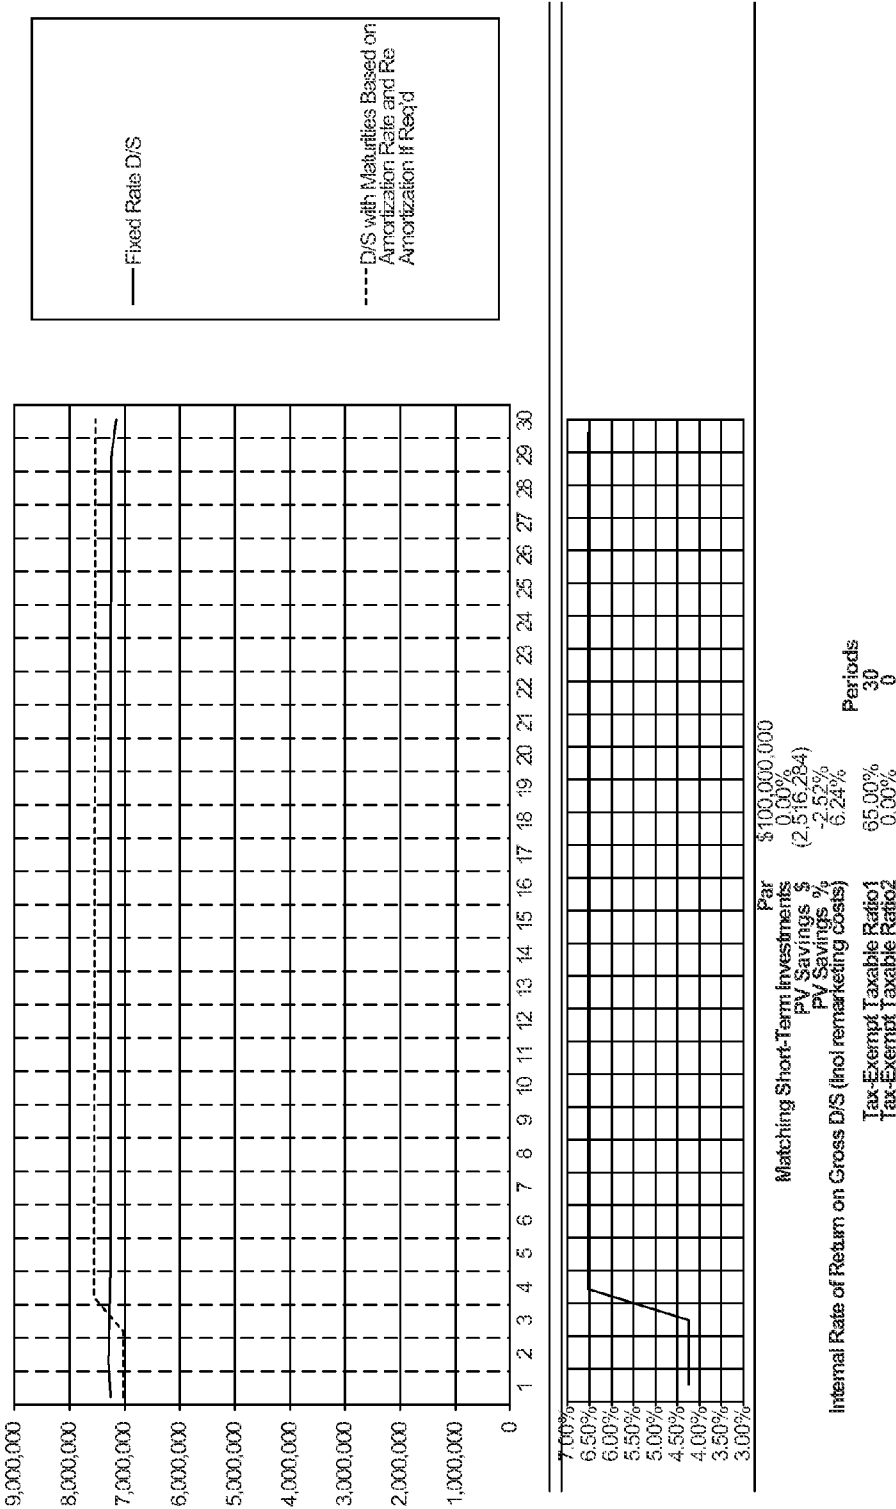 9,000,000
8,000,000
7,000,000
6,000,000
5,000,000
4,000,000
3,000,000
2,000,000
1,000,000
0
1 2 3 4 5 6 7 8 9 10 11 12 13 14 15 16 17 18 19 20 21 22 23 24 25 26 27 28 29 30
Fixed Rate D/S
D/S with Maturities Based on
Amortization Rate and Re
Amortization If Req'd
7.00%
6.50%
6.00%
5.50%
5.00%
4.50%
4.00%
3.50%
3.00%
Par $100,000,000
Matching Short-Term Investments 0.00%
PV Savings $ (2,516,284)
PV Savings % -2.52%
Internal Rate of Return on Gross D/S (incl remarketing costs) 6.24%
Periods
Tax-Exempt Taxable Ratio1 65.00% 30
Tax-Exempt Taxable Ratio2 0.00% 0